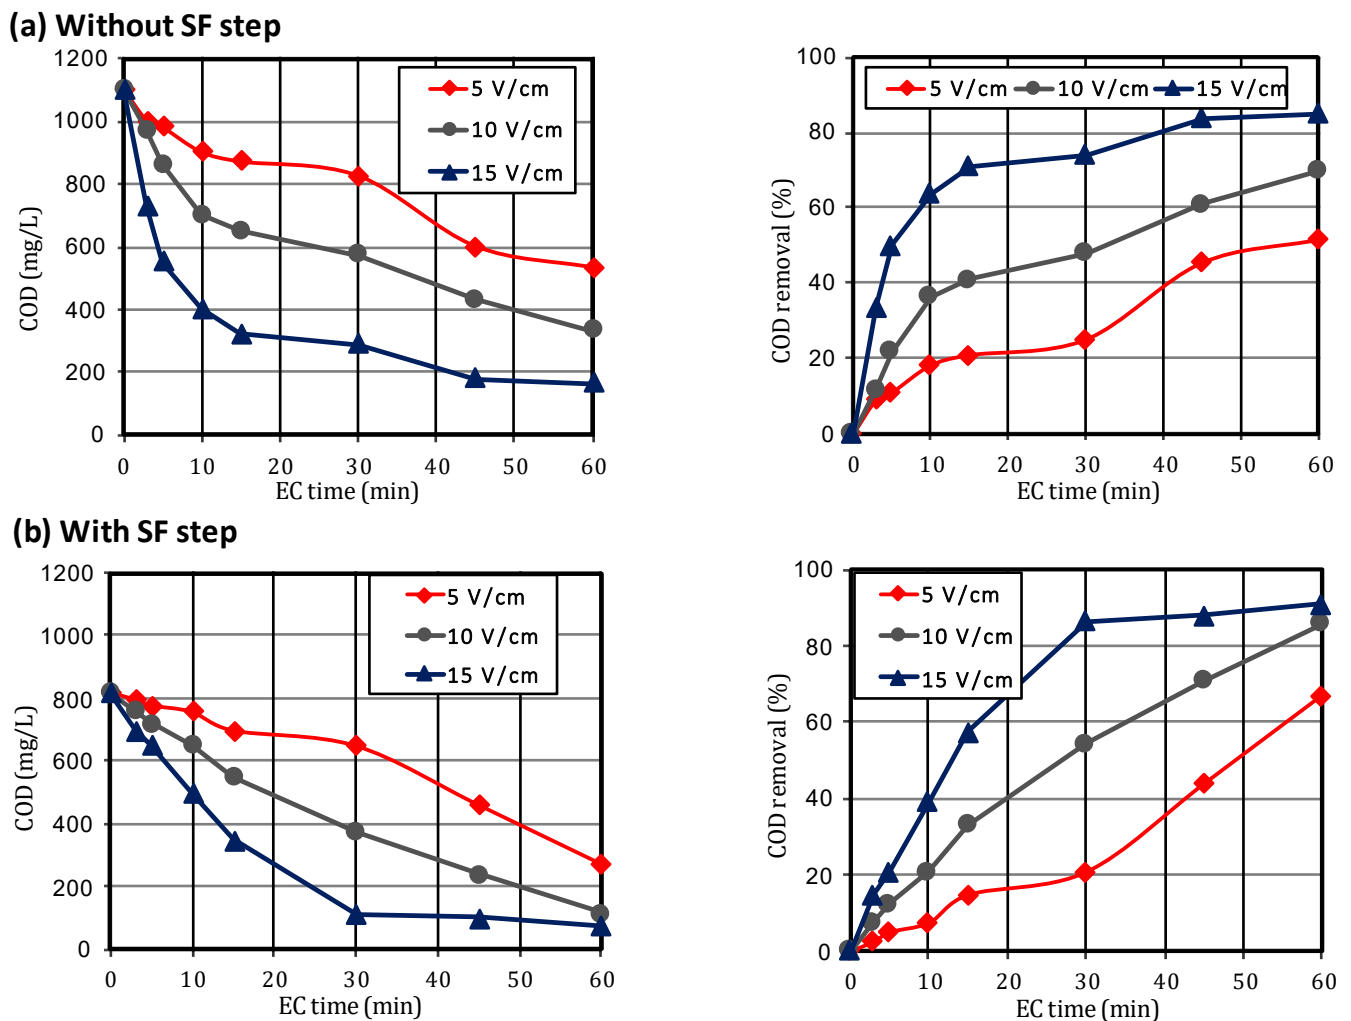 (a) Without SF step
1200
1000
800
600
400
200
0
COD (mg/L)
0 10 20 30 40 50 60
EC time (min)
5 V/cm
10 V/cm
15 V/cm
100
80
60
40
20
0
COD removal (%)
0 10 20 30 40 50 60
EC time (min)
5 V/cm 10 V/cm 15 V/cm
(b) With SF step
1200
1000
800
600
400
200
0
COD (mg/L)
0 10 20 30 40 50 60
EC time (min)
5 V/cm
10 V/cm
15 V/cm
100
80
60
40
20
0
COD removal (%)
0 10 20 30 40 50 60
EC time (min)
5 V/cm
10 V/cm
15 V/cm